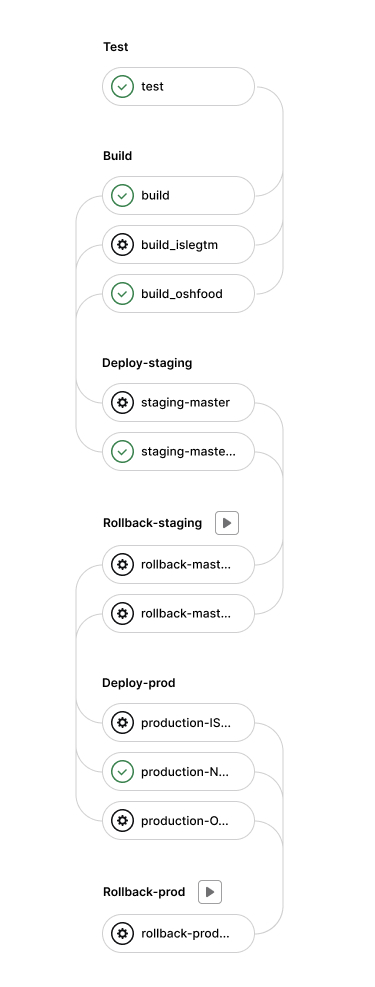 Test
test
Build
build
build_islegtm
build_oshfood
Deploy-staging
staging-master
staging-maste...
Rollback-staging
rollback-mast...
rollback-mast...
Deploy-prod
production-IS...
production-N...
production-O...
Rollback-prod
rollback-prod...